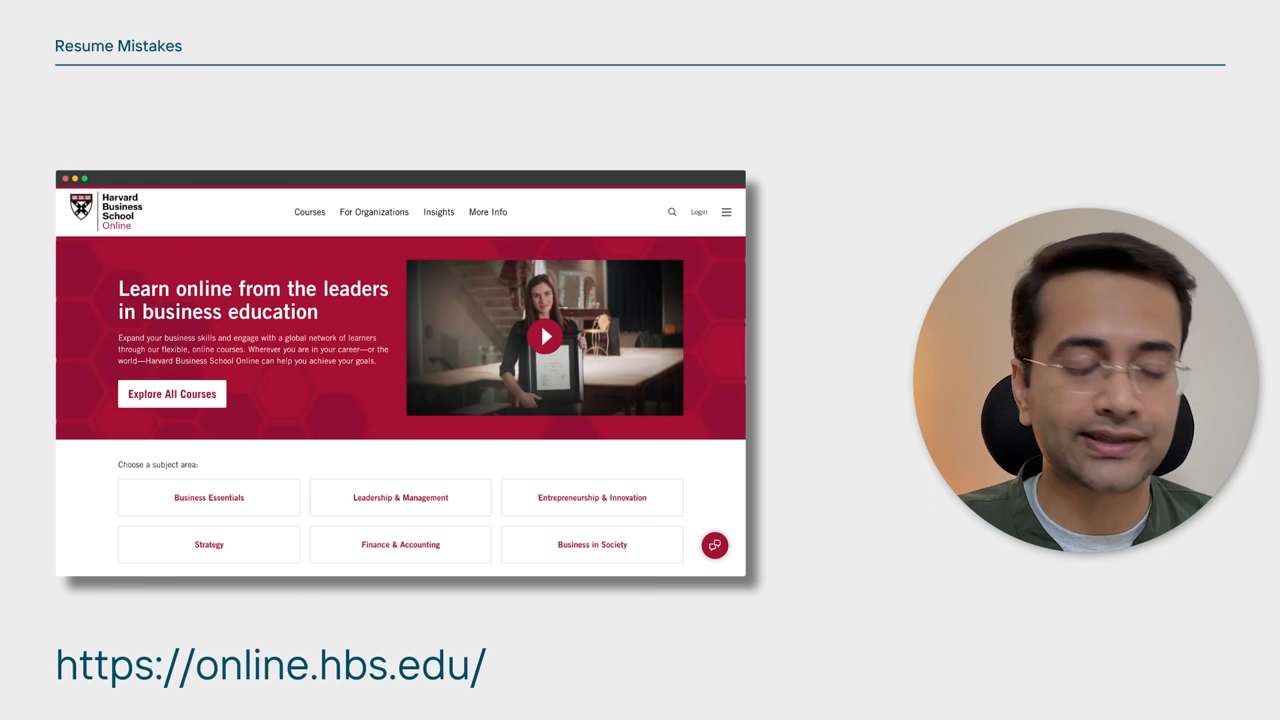 Resume Mistakes
Harvard
Business
School
Online
Courses
For Organizations
Insights
More Info
Login
Learn online from the leaders
in business education
Expand your business skills and engage with a global network of learners
through our flexible, online courses. Wherever you are in your career—or the
world—Harvard Business School Online can help you achieve your goals.
Explore All Courses
Choose a subject area:
Business Essentials
Leadership & Management
Entrepreneurship & Innovation
Strategy
Finance & Accounting
Business in Society
https://online.hbs.edu/